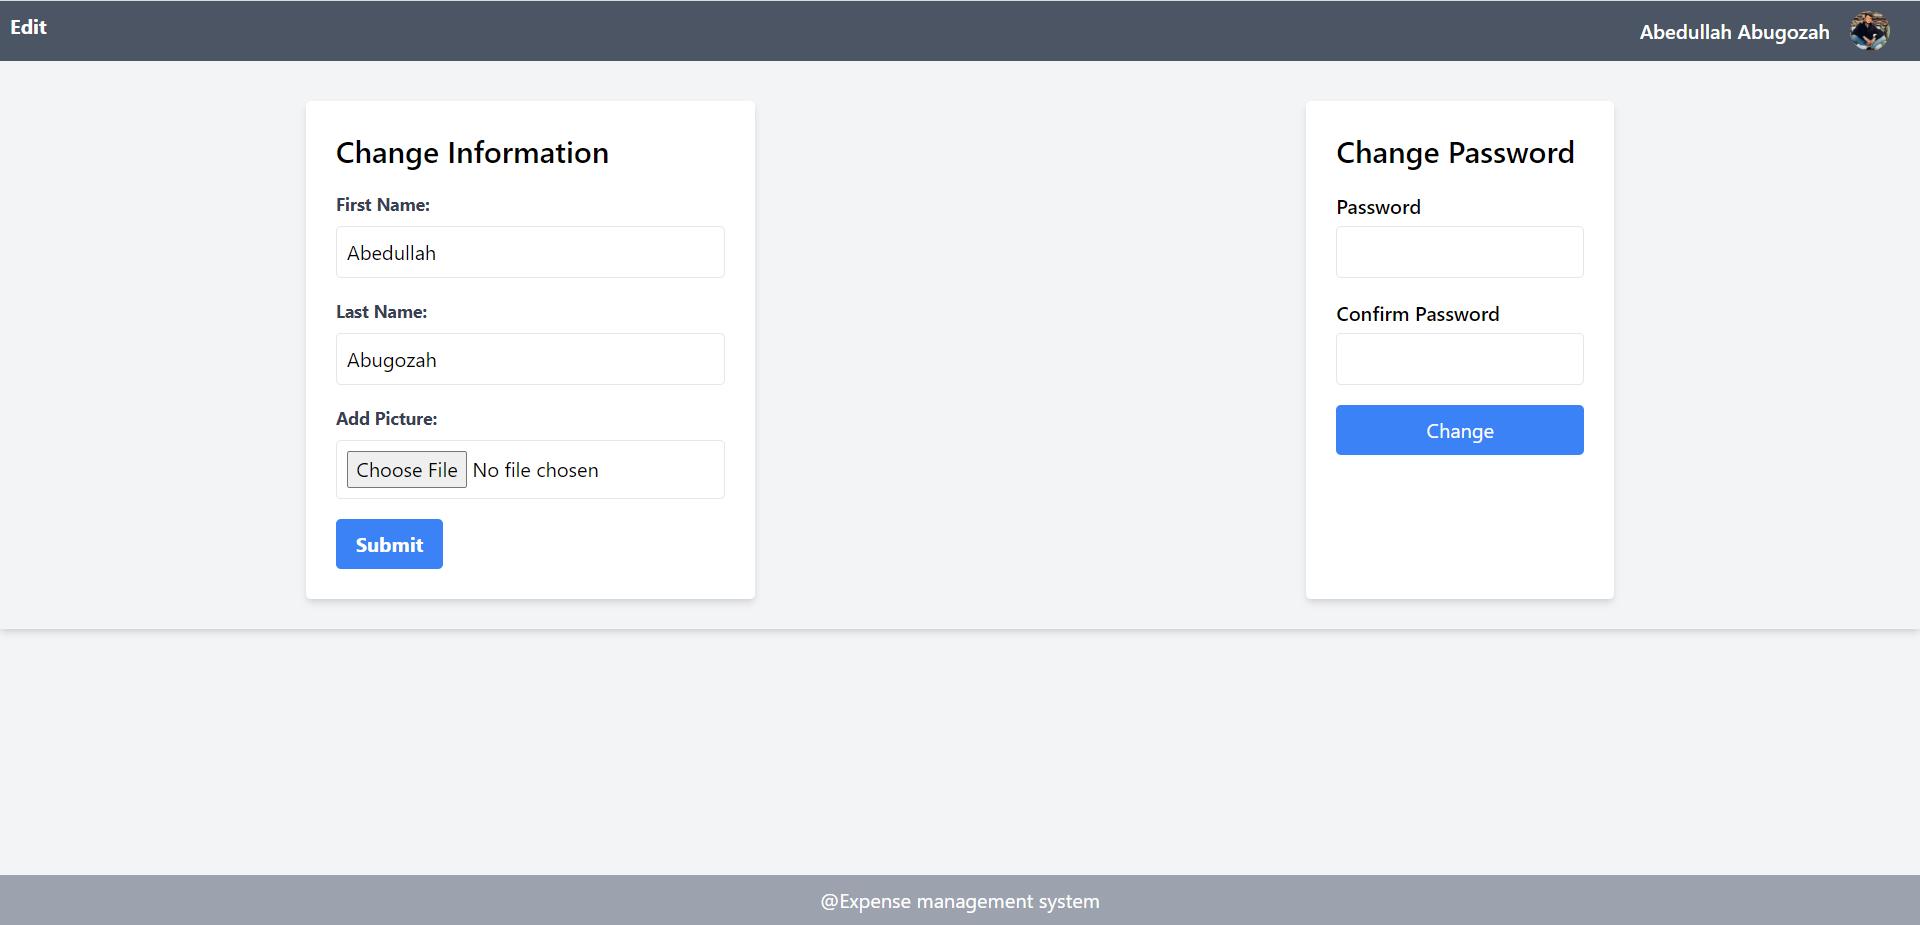 Edit
Abedullah Abugozah
Change Information
First Name:
Abedullah
Last Name:
Abugozah
Add Picture:
Choose File No file chosen
Submit
Change Password
Password
Confirm Password
Change
@Expense management system